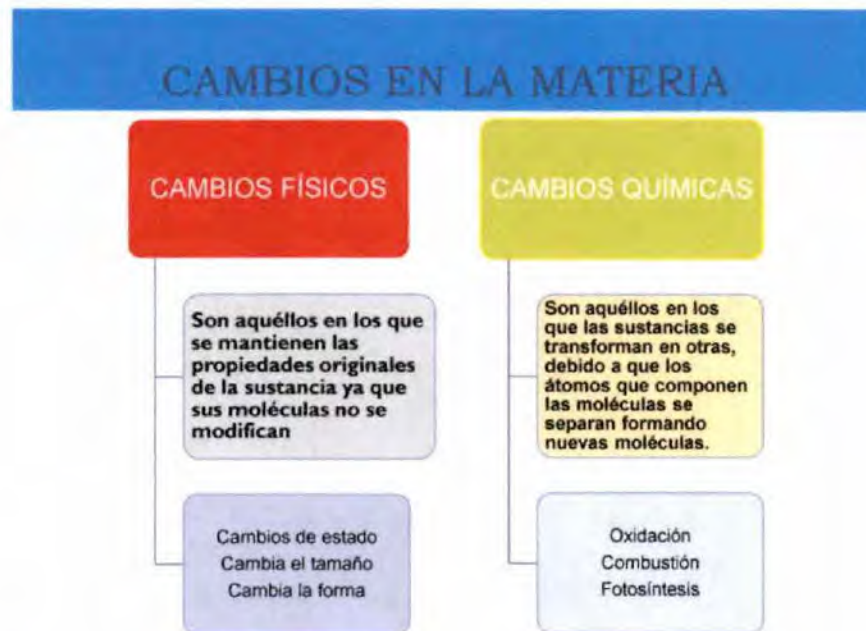 CAMBIOS EN LA MATERIA
CAMBIOS FÍSICOS
Son aquéllos en los que
se mantienen las
propiedades originales
de la sustancia ya que
sus moléculas no se
modifican
Cambios de estado
Cambia el tamaño
Cambia la forma
CAMBIOS QUÍMICAS
Son aquéllos en los
que las sustancias se
transforman en otras,
debido a que los
átomos que componen
las moléculas se
separan formando
nuevas moléculas.
Oxidación
Combustión
Fotosíntesis